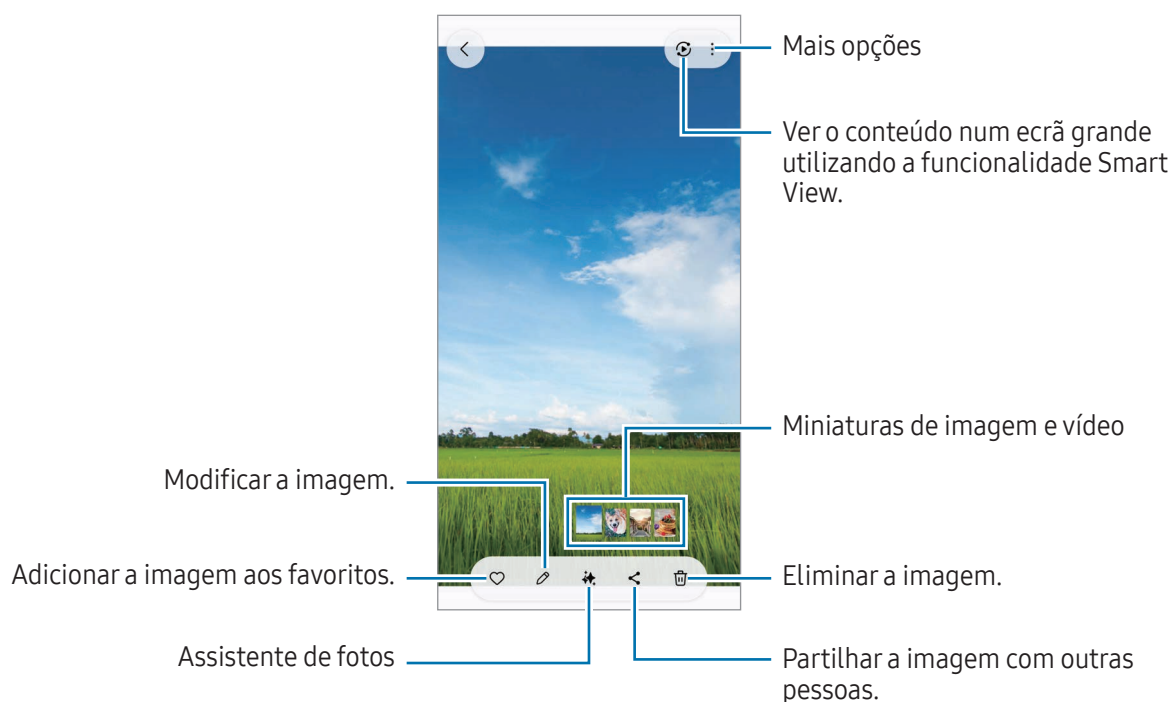 Mais opções
Ver o conteúdo num ecrã grande
utilizando a funcionalidade Smart
View.
Miniaturas de imagem e vídeo
Modificar a imagem.
Adicionar a imagem aos favoritos.
Eliminar a imagem.
Assistente de fotos
Partilhar a imagem com outras
pessoas.